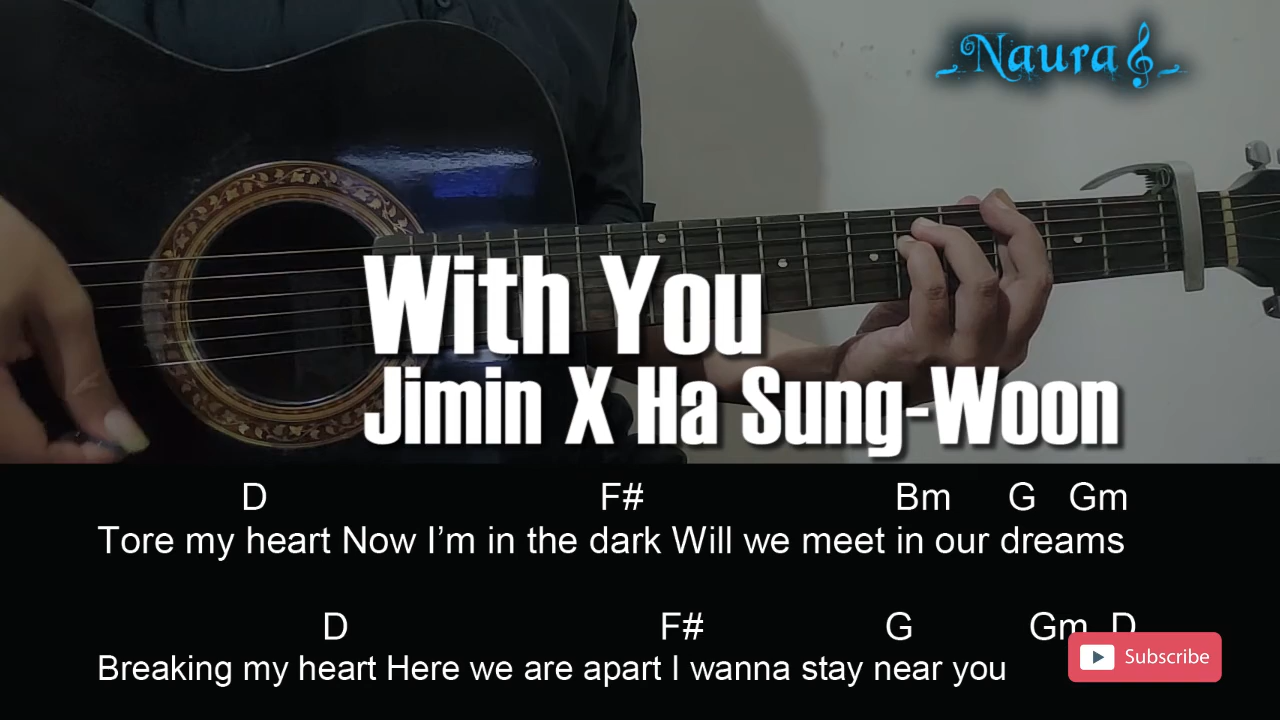 Naura
With You
Jimin X Ha Sung-Woon
D F# Bm G Gm
Tore my heart Now I’m in the dark Will we meet in our dreams
D F# G Gm D
Breaking my heart Here we are apart I wanna stay near you
Subscribe